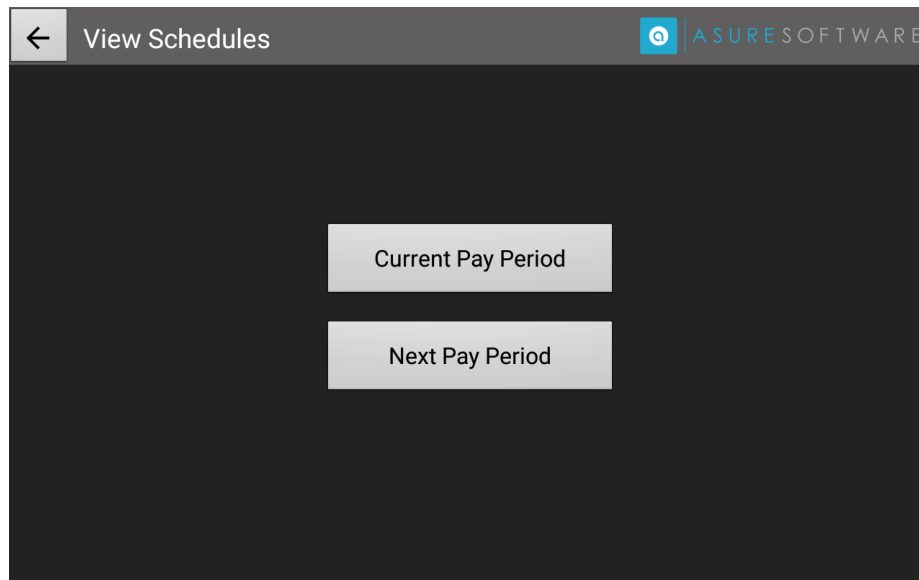 View Schedules
ASURESOFTWARE
Current Pay Period
Next Pay Period